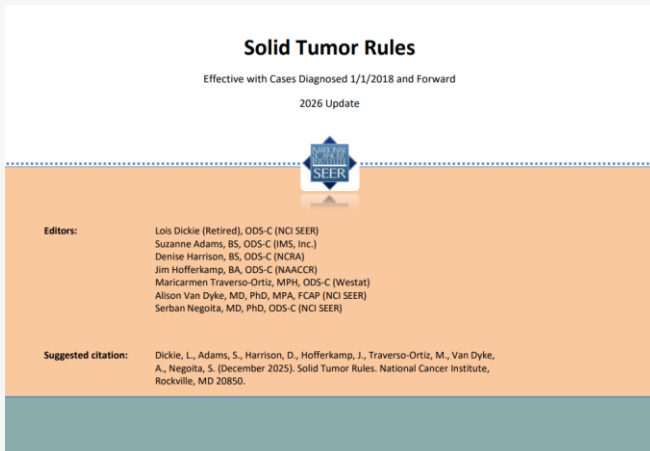 Solid Tumor Rules
Effective with Cases Diagnosed 1/1/2018 and Forward
2026 Update
NATIONAL
CANCER
INSTITUTE
SEER
Editors:
Lois Dickie (Retired), ODS-C (NCI SEER)
Suzanne Adams, BS, ODS-C (IMS, Inc.)
Denise Harrison, BS, ODS-C (NCRA)
Jim Hofferkamp, BA, ODS-C (NAACCR)
Maricarmen Traverso-Ortiz, MPH, ODS-C (Westat)
Alison Van Dyke, MD, PhD, MPA, FCAP (NCI SEER)
Serban Negoita, MD, PhD, ODS-C (NCI SEER)
Suggested citation:
Dickie, L., Adams, S., Harrison, D., Hofferkamp, J., Traverso-Ortiz, M., Van Dyke,
A., Negoita, S. (December 2025). Solid Tumor Rules. National Cancer Institute,
Rockville, MD 20850.